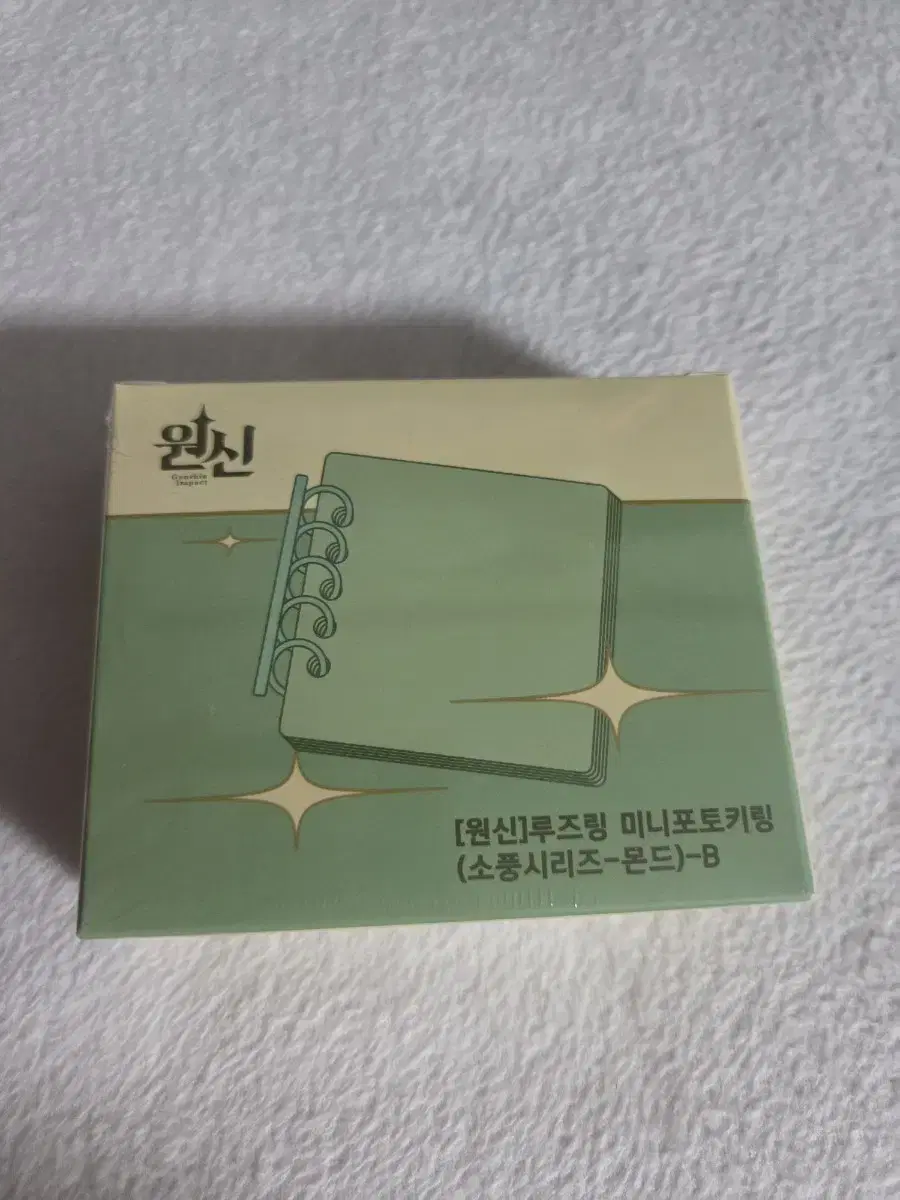 원신
Genshin
Impact
[원신]루즈링 미니포토키링
(소풍시리즈-몬드)-B